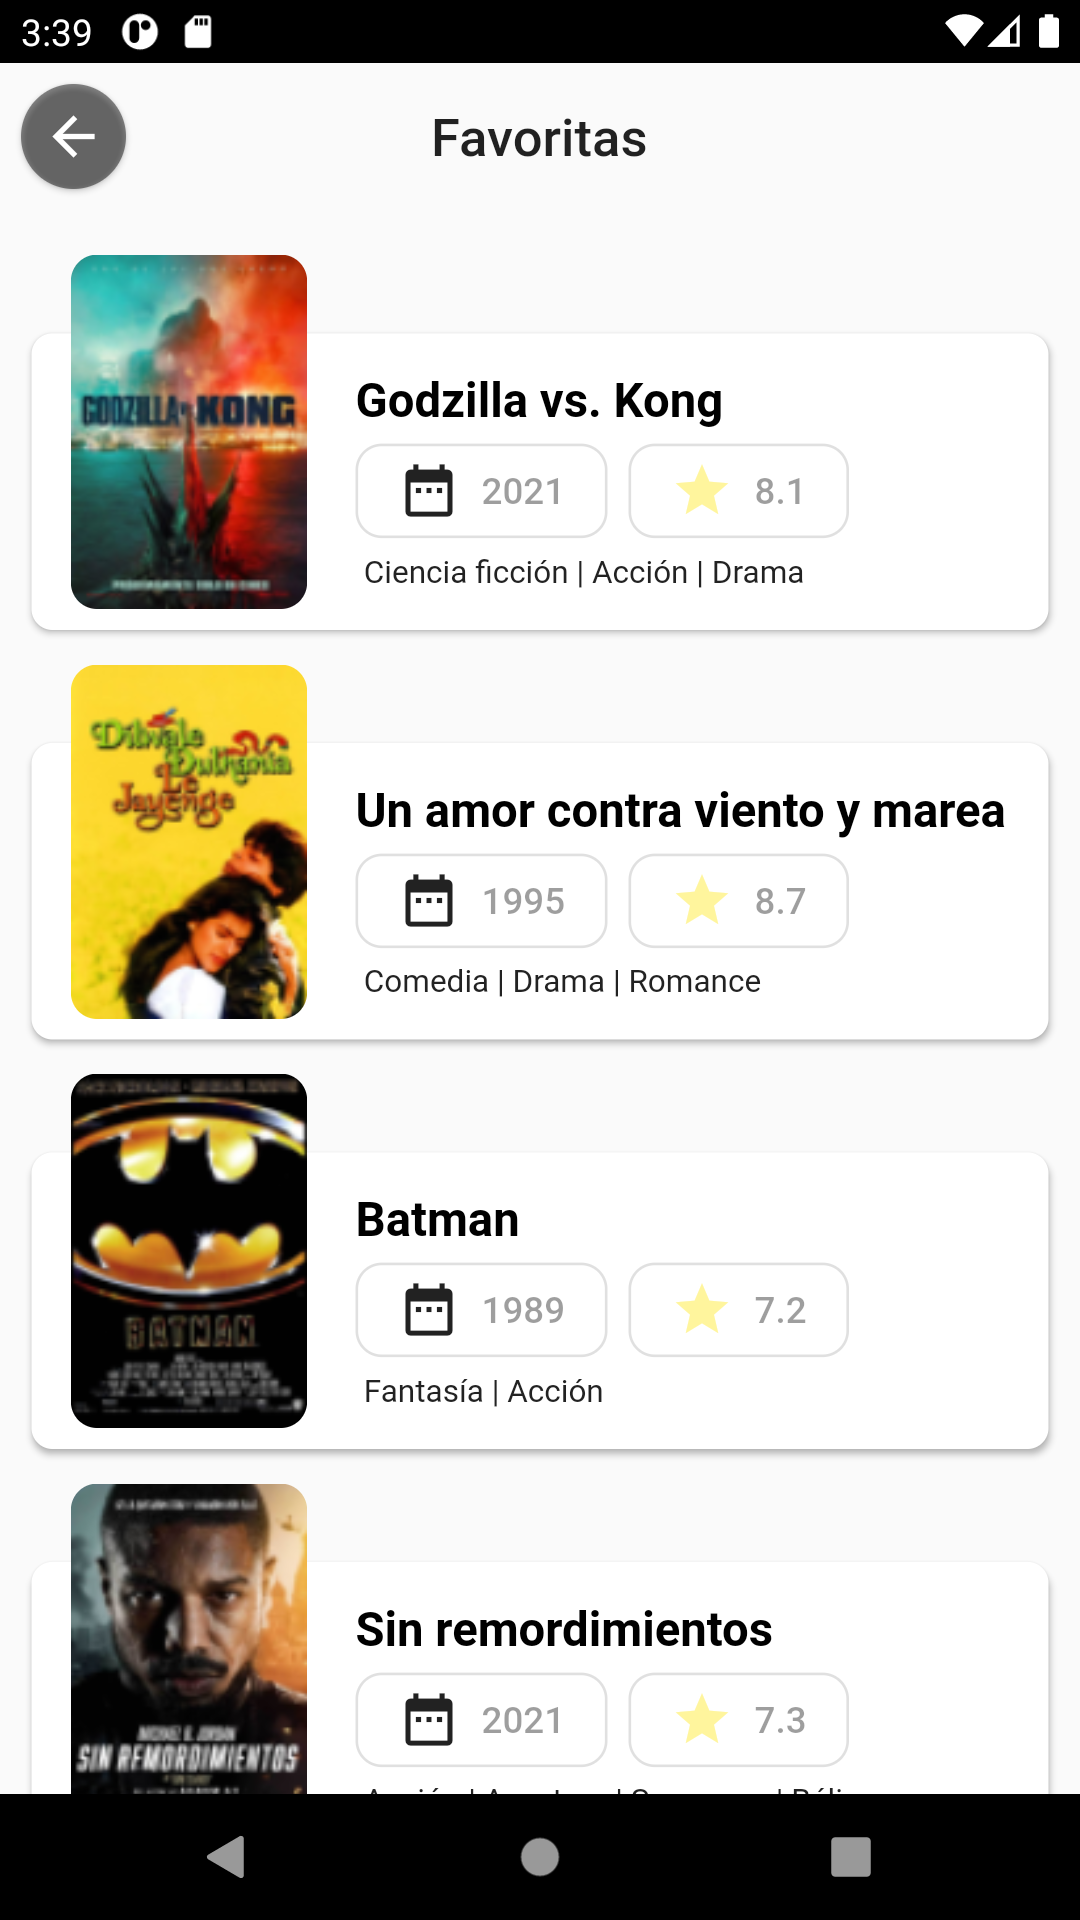 3:39
Favoritas
GODZILLA KONG
Godzilla vs. Kong
2021
8.1
Ciencia ficción | Acción | Drama
Dilwale
Dulhania
Le
Jayenge
Un amor contra viento y marea
1995
8.7
Comedia | Drama | Romance
BATMAN
Batman
1989
7.2
Fantasía | Acción
MICHAEL B. JORDAN
SIN REMORDIMIENTOS
Sin remordimientos
2021
7.3